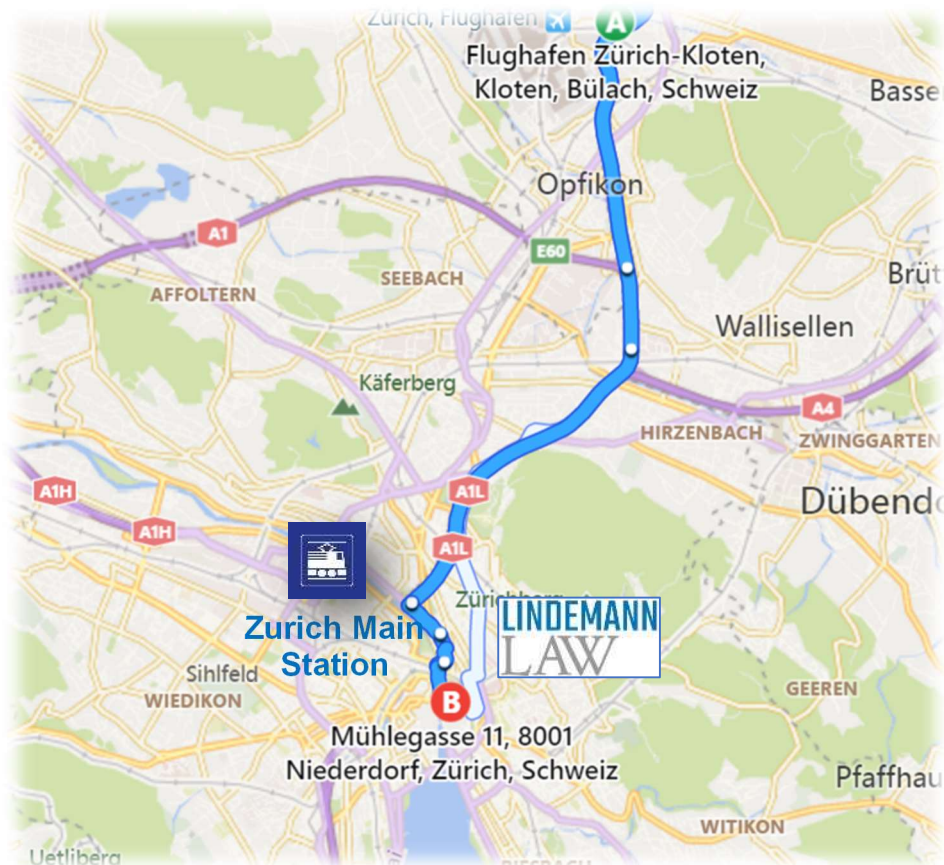 Zürich, Flughafen
A
Flughafen Zürich-Kloten,
Kloten, Bülach, Schweiz
Basse
Opfikon
A1
E60
SEEBACH
AFFOLTERN
Brüt
Wallisellen
Käferberg
A4
HIRZENBACH
ZWINGGARTEN
A1H
A1L
Dübendo
A1H
A1L
Zürichberg
LINDEMANN
LAW
Zurich Main
Station
Sihlfeld
WIEDIKON
GEEREN
B
Mühlegasse 11, 8001
Niederdorf, Zürich, Schweiz
Pfaffhau
WITIKON
Uetliberg